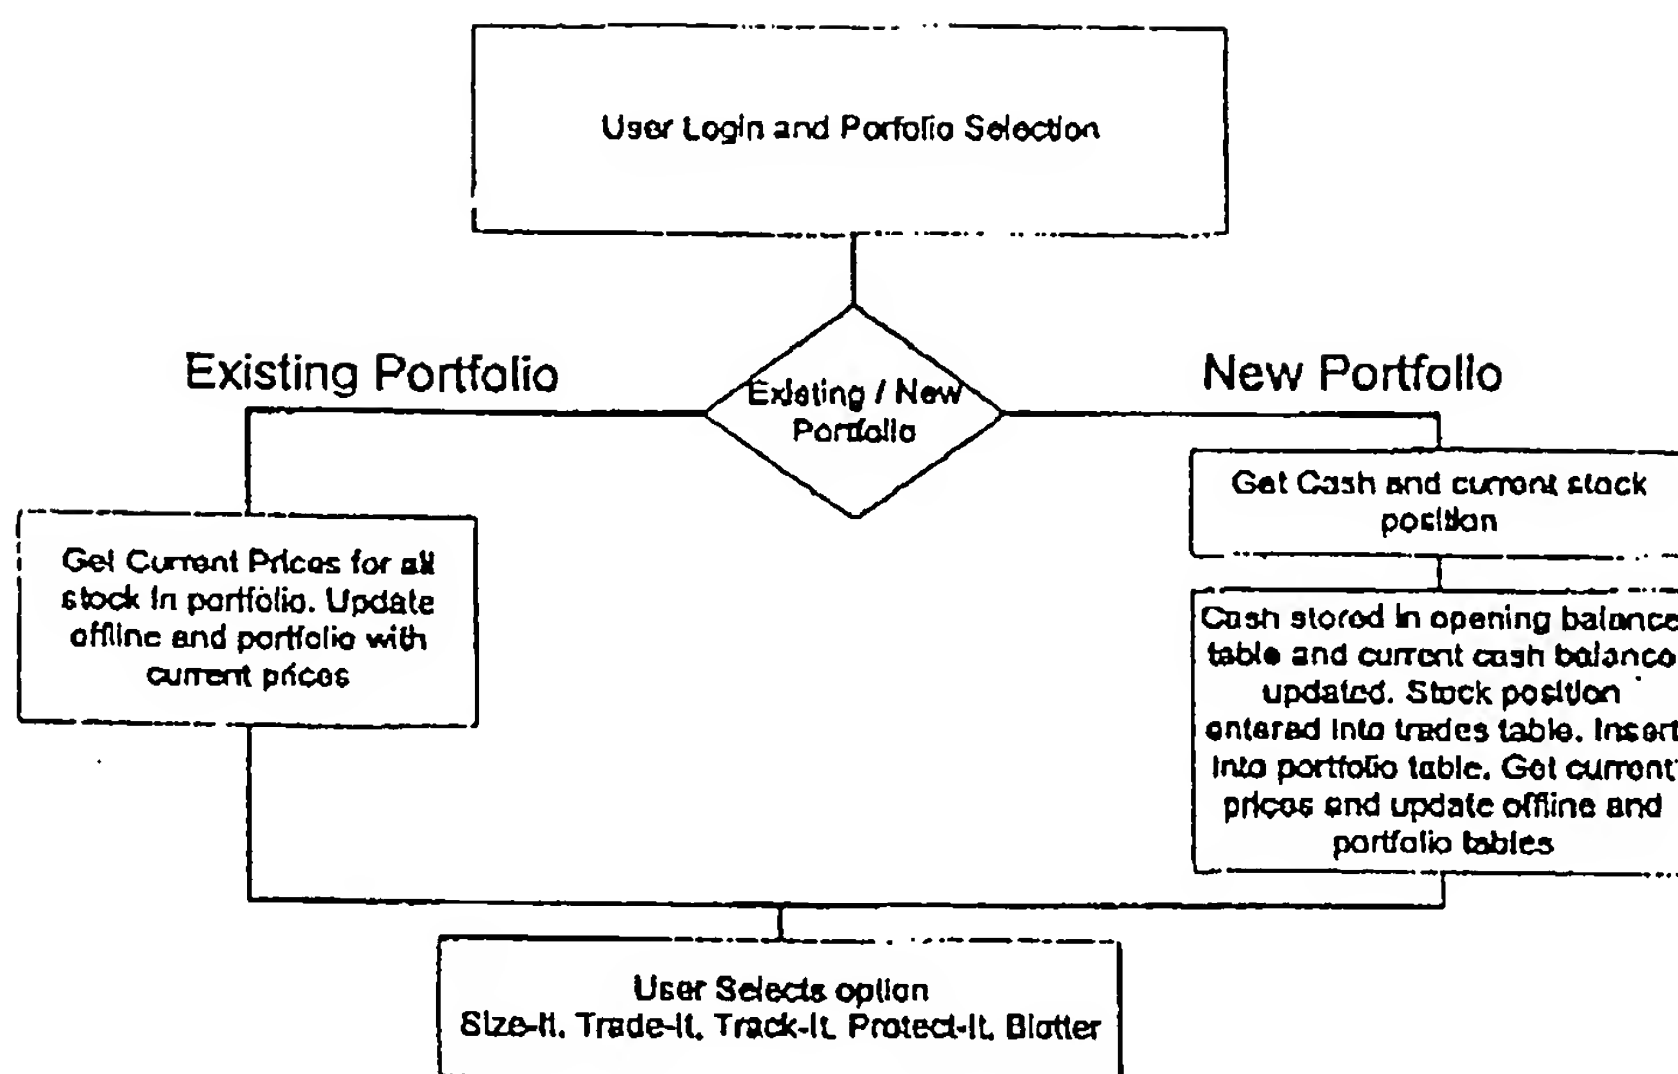 User Login and Porfolio Selection
Existing Portfolio
Existing / New
Portfolio
New Portfolio
Get Cash and current stock
position
Get Current Prices for all
stock in portfolio. Update
offline and portfolio with
current prices
Cash stored in opening balance
table and current cash balance
updated. Stock position
entered into trades table. Insert
into portfolio table. Get current
prices and update offline and
portfolio tables
User Selects option
Size-It. Trade-It. Track-It. Protect-It. Blotter